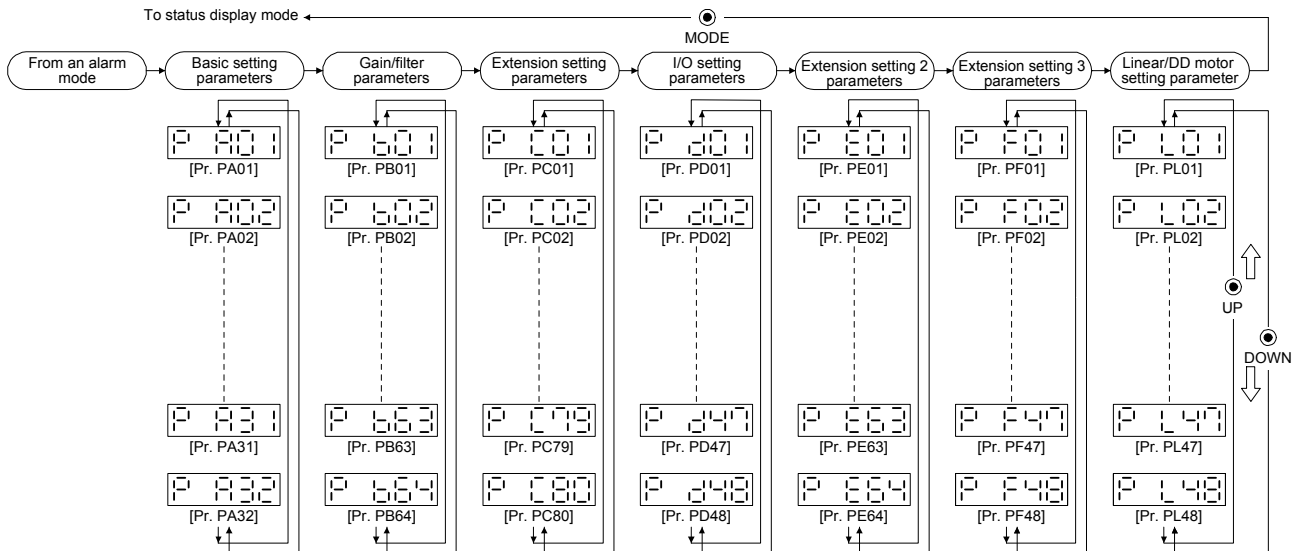 To status display mode
MODE
From an alarm
mode
Basic setting
parameters
Gain/filter
parameters
Extension setting
parameters
I/O setting
parameters
Extension setting 2
parameters
Extension setting 3
parameters
Linear/DD motor
setting parameter
P A01 P b01 P C01 P d01 P E01 P F01 P L01
[Pr. PA01] [Pr. PB01] [Pr. PC01] [Pr. PD01] [Pr. PE01] [Pr. PF01] [Pr. PL01]
P A02 P b02 P C02 P d02 P E02 P F02 P L02
[Pr. PA02] [Pr. PB02] [Pr. PC02] [Pr. PD02] [Pr. PE02] [Pr. PF02] [Pr. PL02]
UP
DOWN
P A31 P b63 P C79 P d47 P E63 P F47 P L47
[Pr. PA31] [Pr. PB63] [Pr. PC79] [Pr. PD47] [Pr. PE63] [Pr. PF47] [Pr. PL47]
P A32 P b64 P C80 P d48 P E64 P F48 P L48
[Pr. PA32] [Pr. PB64] [Pr. PC80] [Pr. PD48] [Pr. PE64] [Pr. PF48] [Pr. PL48]